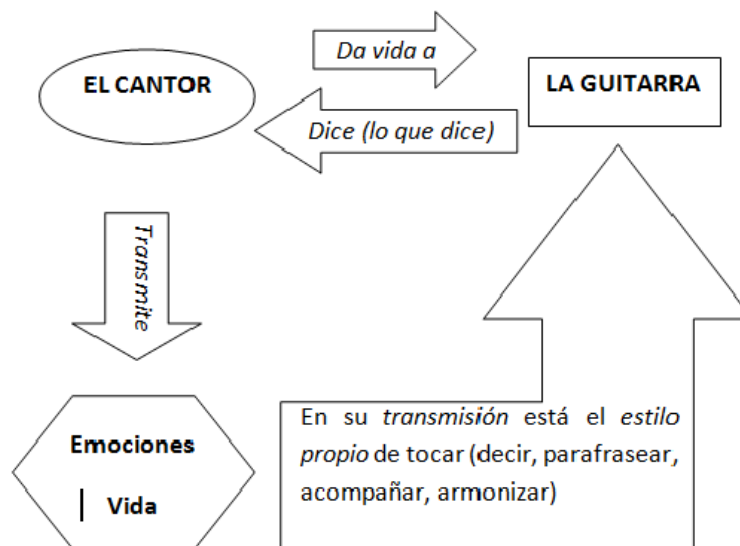 Da vida a
EL CANTOR
LA GUITARRA
Dice (lo que dice)
Transmite
Emociones
Vida
En su transmisión está el estilo
propio de tocar (decir, parafrasear,
acompañar, armonizar)